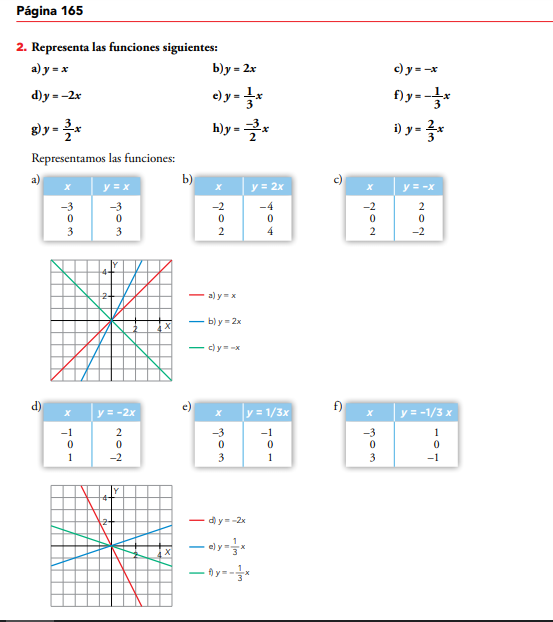 Página 165
2. Representa las funciones siguientes:
a) y = x b)y = 2x c) y = –x
d)y = –2x e) y = 1/3 x f) y = –1/3 x
g) y = 3/2 x h)y = –3/2 x i) y = 2/3 x
Representamos las funciones:
a) b) c)
x y = x x y = 2x x y = –x
–3 –3 –2 –4 –2 2
0 0 0 0 0 0
3 3 2 4 2 –2
Y
4
2
2 4 X
a) y = x
b) y = 2x
c) y = –x
d) e) f)
x y = –2x x y = 1/3x x y = –1/3 x
–1 2 –3 –1 –3 1
0 0 0 0 0 0
1 –2 3 1 3 –1
Y
4
2
2 4 X
d) y = –2x
e) y = 1/3 x
f) y = – 1/3 x